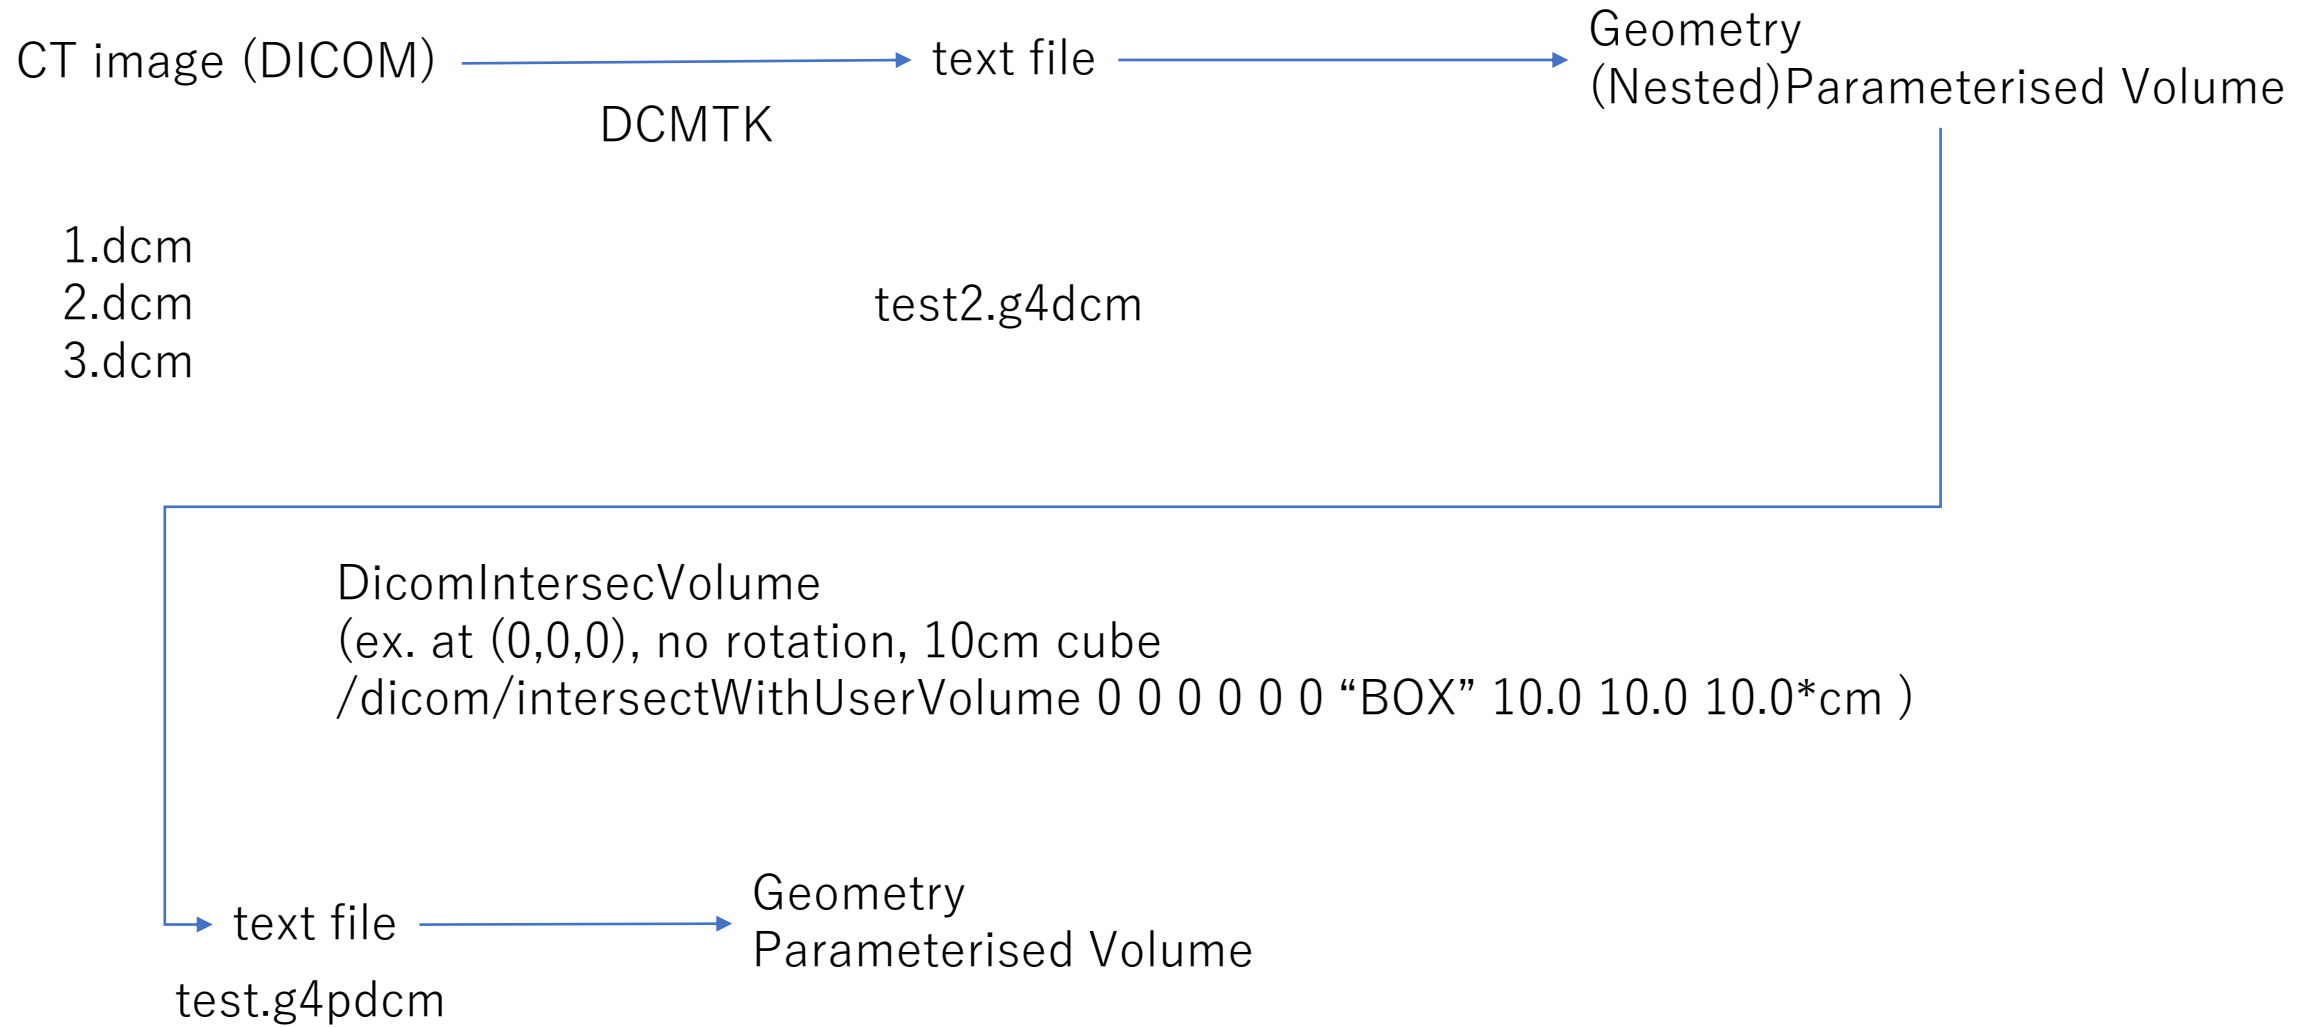 CT image (DICOM)
DCMTK
text file
Geometry
(Nested)Parameterised Volume
1.dcm
2.dcm
3.dcm
test2.g4dcm
DicomIntersecVolume
(ex. at (0,0,0), no rotation, 10cm cube
/dicom/intersectWithUserVolume 0 0 0 0 0 0 “BOX” 10.0 10.0 10.0*cm )
text file
test.g4pdcm
Geometry
Parameterised Volume